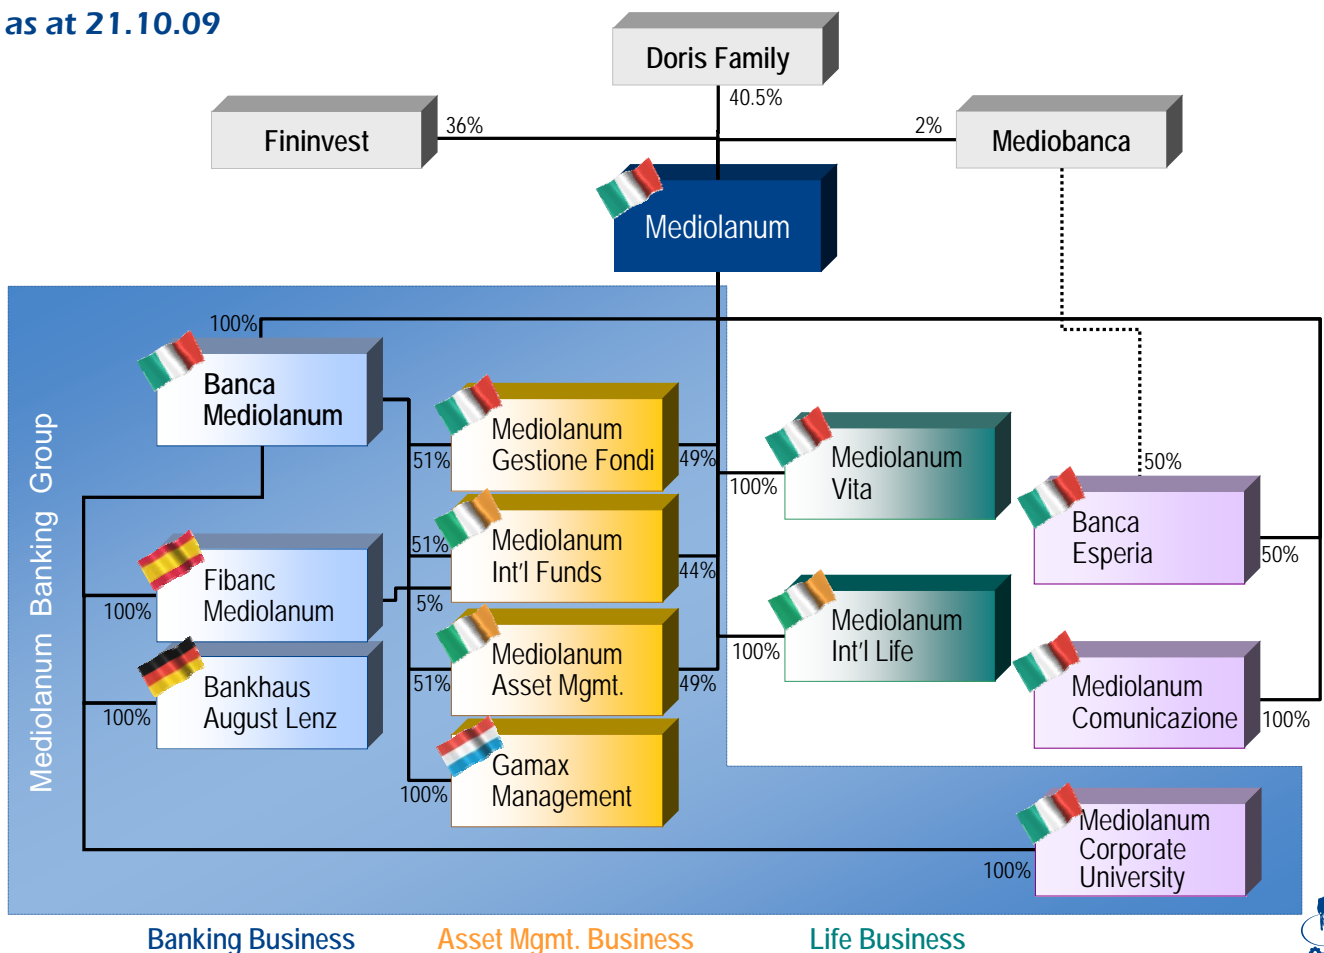 as at 21.10.09
Doris Family
40.5%
Fininvest
36%
2%
Mediobanca
Mediolanum
100%
Banca
Mediolanum
Mediolanum
Gestione Fondi
51%
49%
Mediolanum
Vita
100%
50%
Banca
Esperia
50%
Mediolanum Banking Group
Mediolanum
Int'l Funds
51%
44%
5%
Fibanc
Mediolanum
100%
Mediolanum
Int'l Life
100%
Mediolanum
Asset Mgmt.
51%
49%
Bankhaus
August Lenz
100%
Mediolanum
Comunicazione
100%
Gamax
Management
100%
Mediolanum
Corporate
University
100%
Banking Business
Asset Mgmt. Business
Life Business